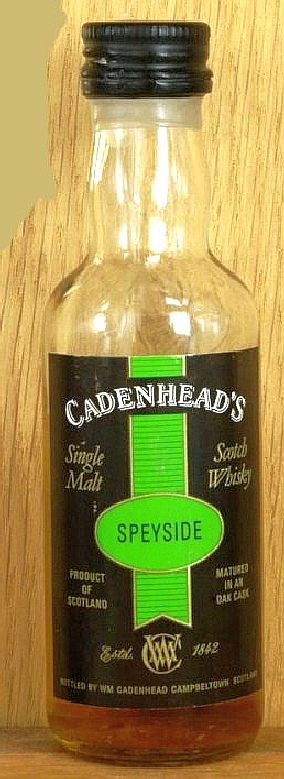 CADENHEAD'S
Single Malt
Scotch Whisky
SPEYSIDE
PRODUCT
OF
SCOTLAND
MATURED
IN AN
OAK CASK
Estd. WC 1842
BOTTLED BY WM CADENHEAD CAMPBELTOWN SCOTLAND